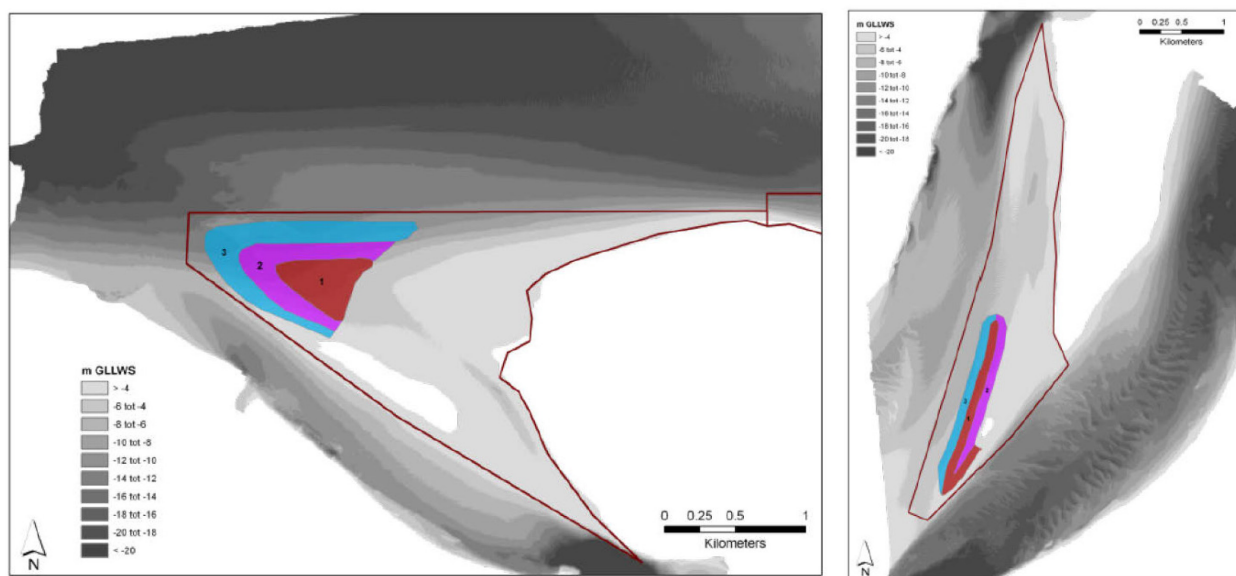 3
2
1
m GLLWS
> -4
-6 tot -4
-8 tot -6
-10 tot -8
-12 tot -10
-14 tot -12
-16 tot -14
-18 tot -16
-20 tot -18
< -20
N
0 0.25 0.5 1
Kilometers
m GLLWS
> -4
-6 tot -4
-8 tot -6
-10 tot -8
-12 tot -10
-14 tot -12
-16 tot -14
-18 tot -16
-20 tot -18
< -20
0 0.25 0.5 1
Kilometers
1
N